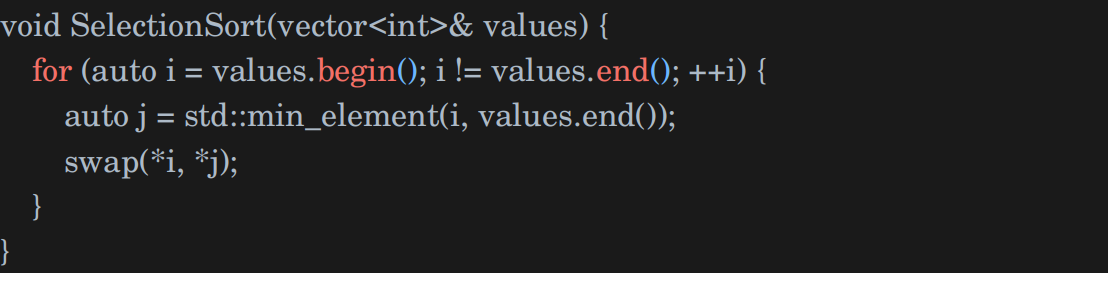 void SelectionSort(vector<int>& values) {
for (auto i = values.begin(); i != values.end(); ++i) {
auto j = std::min_element(i, values.end());
swap(*i, *j);
}
}